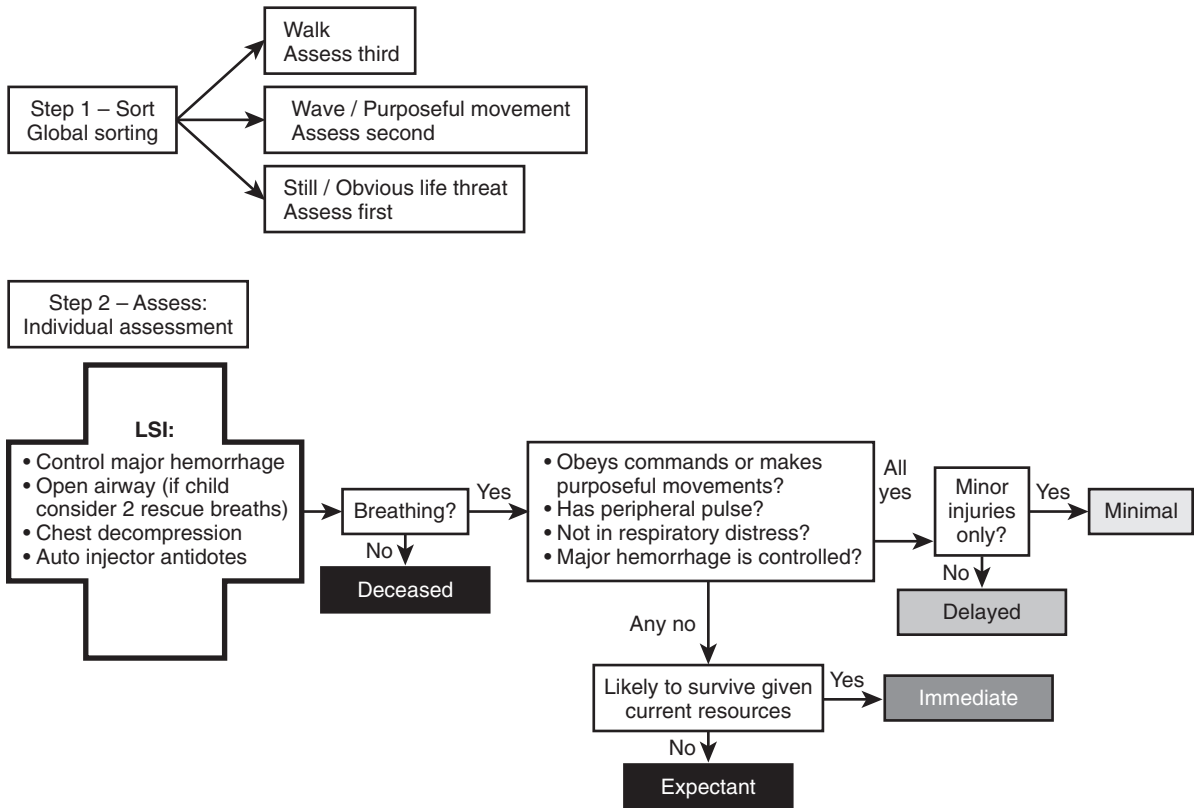 Walk
Assess third
Step 1 – Sort
Global sorting
Wave / Purposeful movement
Assess second
Still / Obvious life threat
Assess first
Step 2 – Assess:
Individual assessment
LSI:
• Control major hemorrhage
• Open airway (if child
consider 2 rescue breaths)
• Chest decompression
• Auto injector antidotes
Breathing?
Yes
No
Deceased
• Obeys commands or makes
purposeful movements?
• Has peripheral pulse?
• Not in respiratory distress?
• Major hemorrhage is controlled?
All
yes
Minor
injuries
only?
Yes
Minimal
No
Delayed
Any no
Likely to survive given
current resources
Yes
Immediate
No
Expectant